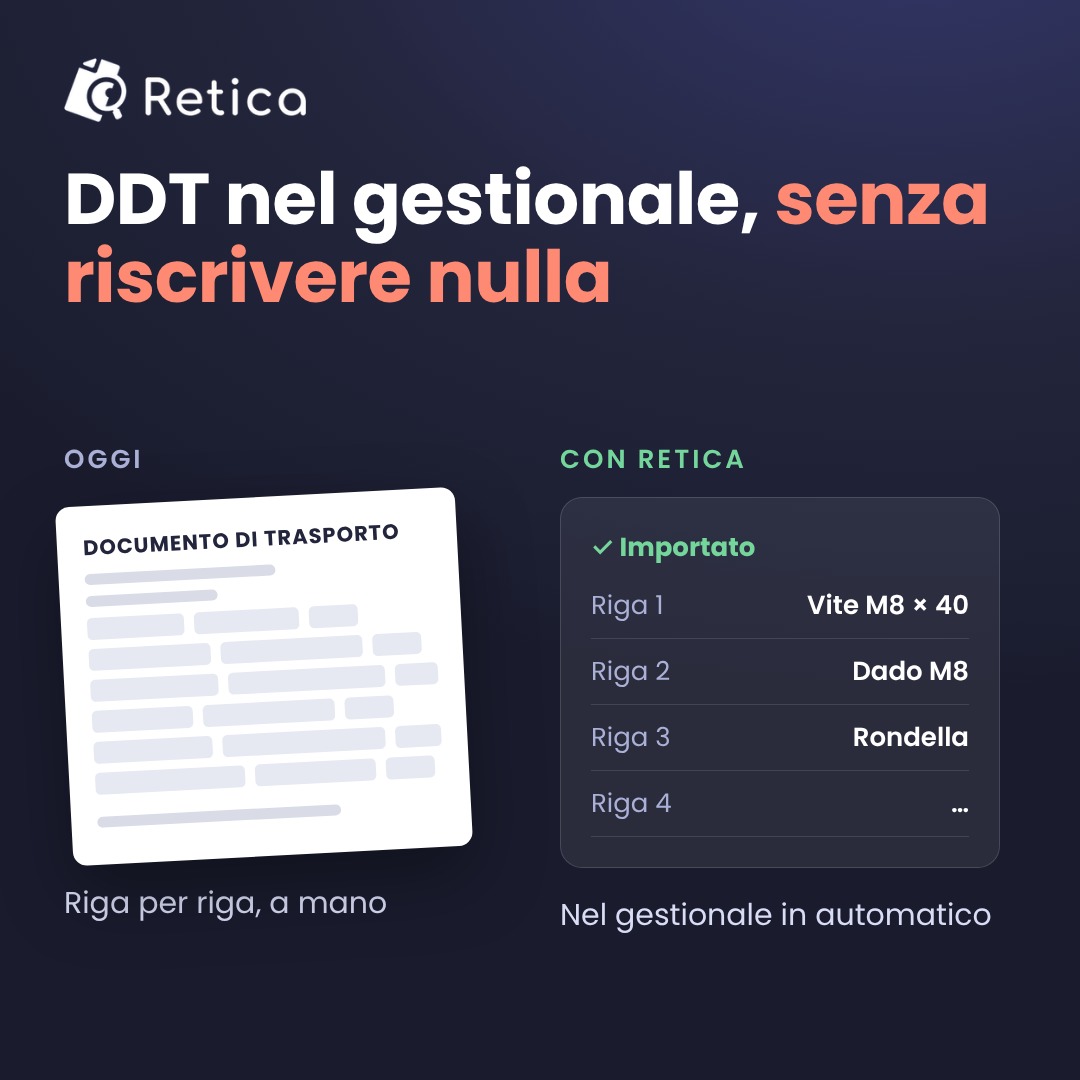 Retica
DDT nel gestionale, senza
riscrivere nulla
OGGI
DOCUMENTO DI TRASPORTO
Riga per riga, a mano
CON RETICA
✓ Importato
Riga 1 Vite M8 × 40
Riga 2 Dado M8
Riga 3 Rondella
Riga 4 ...
Nel gestionale in automatico